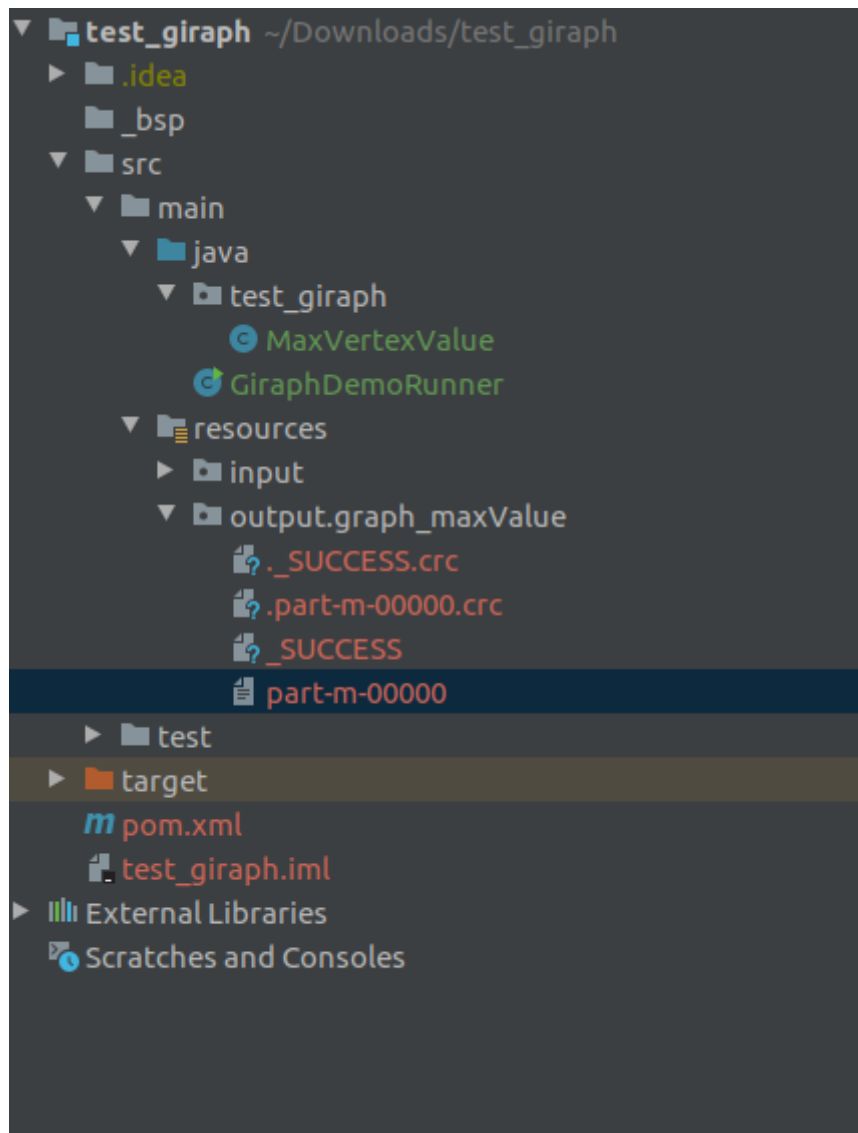 test_giraph ~/Downloads/test_giraph
.idea
_bsp
src
main
java
test_giraph
MaxVertexValue
GiraphDemoRunner
resources
input
output.graph_maxValue
._SUCCESS.crc
.part-m-00000.crc
_SUCCESS
part-m-00000
test
target
pom.xml
test_giraph.iml
External Libraries
Scratches and Consoles